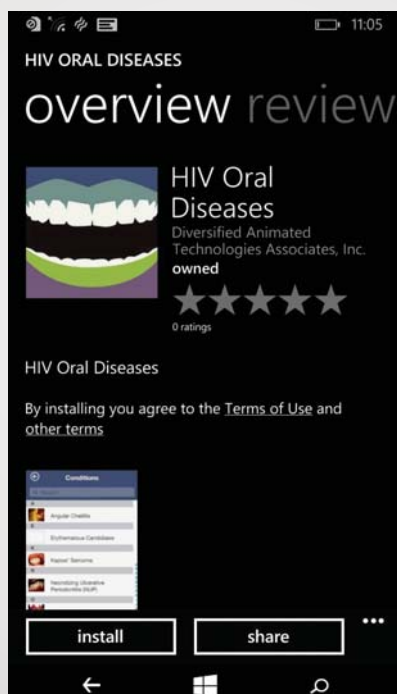 11:05
HIV ORAL DISEASES
overview review
HIV Oral
Diseases
Diversified Animated
Technologies Associates, Inc.
owned
0 ratings
HIV Oral Diseases
By installing you agree to the Terms of Use and
other terms
Conditions
Angular Cheilitis
Erythematous Candidiasis
Kaposi' Sarcoma
Necrotizing Ulcerative
Periodontitis (NUP)
install
share